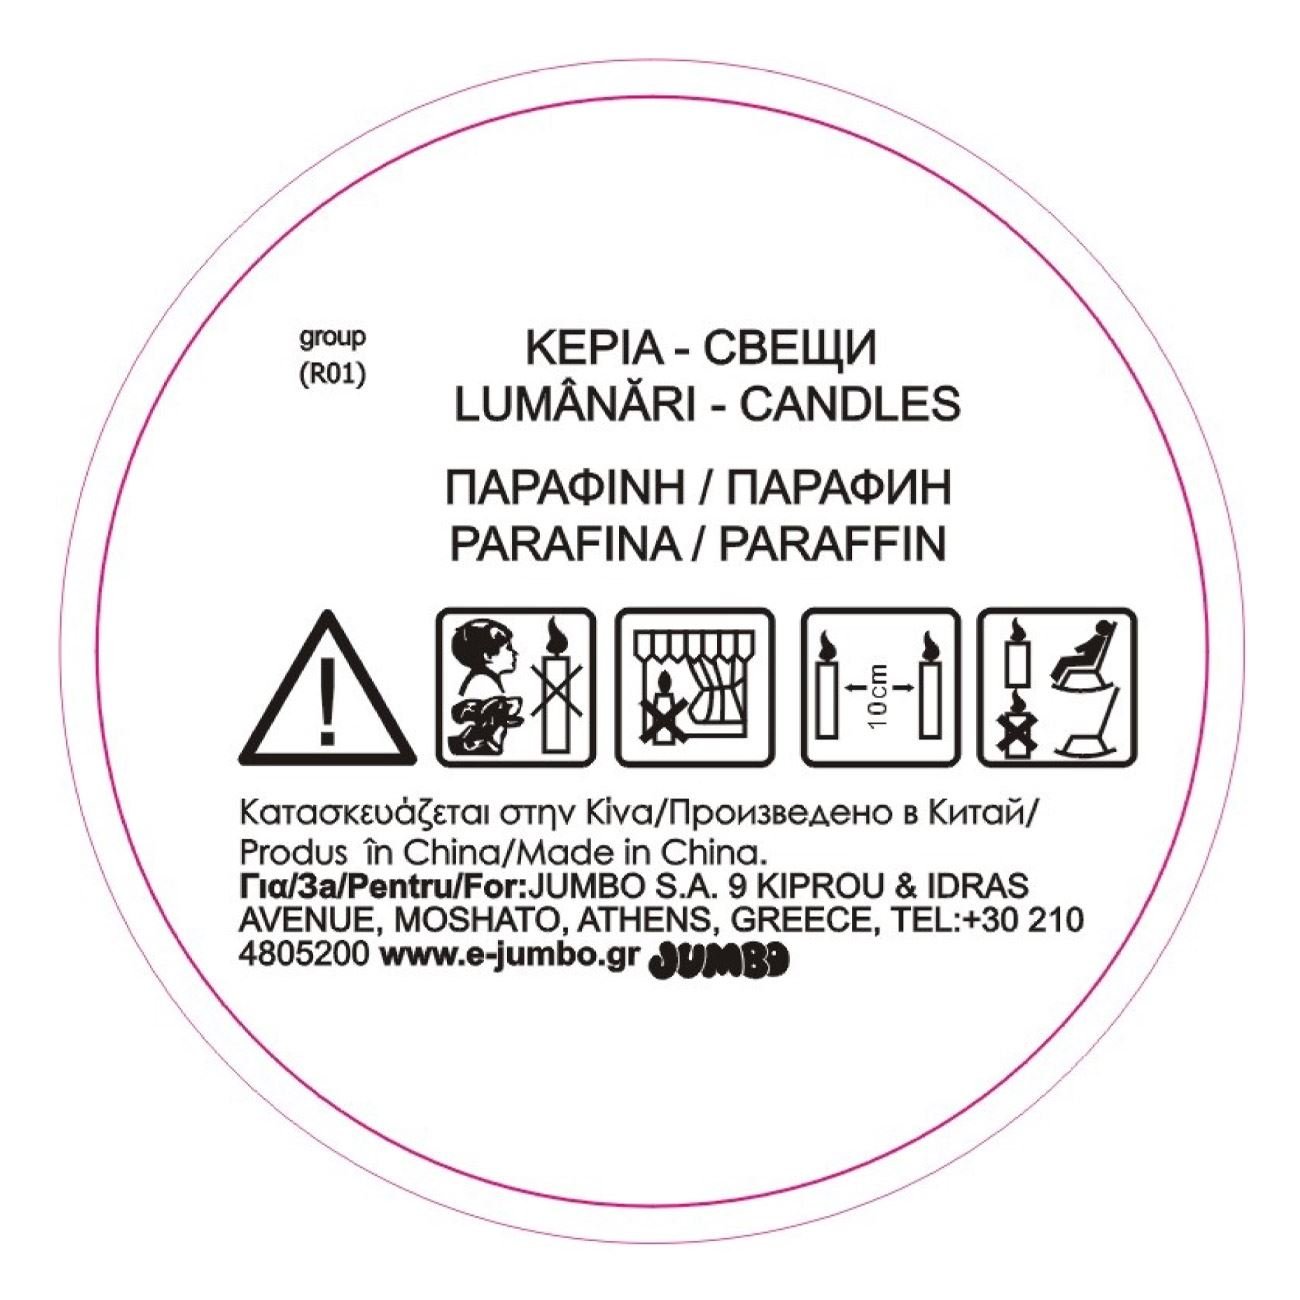 group
(R01)
ΚΕΡΙΑ - СВЕЩИ
LUMÂNĂRI - CANDLES
ΠΑΡΑΦΙΝΗ / ПАРАФИН
PARAFINA / PARAFFIN
!
10cm
Κατασκευάζεται στην Κίνα/Произведено в Китай/
Produs în China/Made in China.
Για/За/Pentru/For:JUMBO S.A. 9 KIPROU & IDRAS
AVENUE, MOSHATO, ATHENS, GREECE, TEL:+30 210
4805200 www.e-jumbo.gr JUMBO